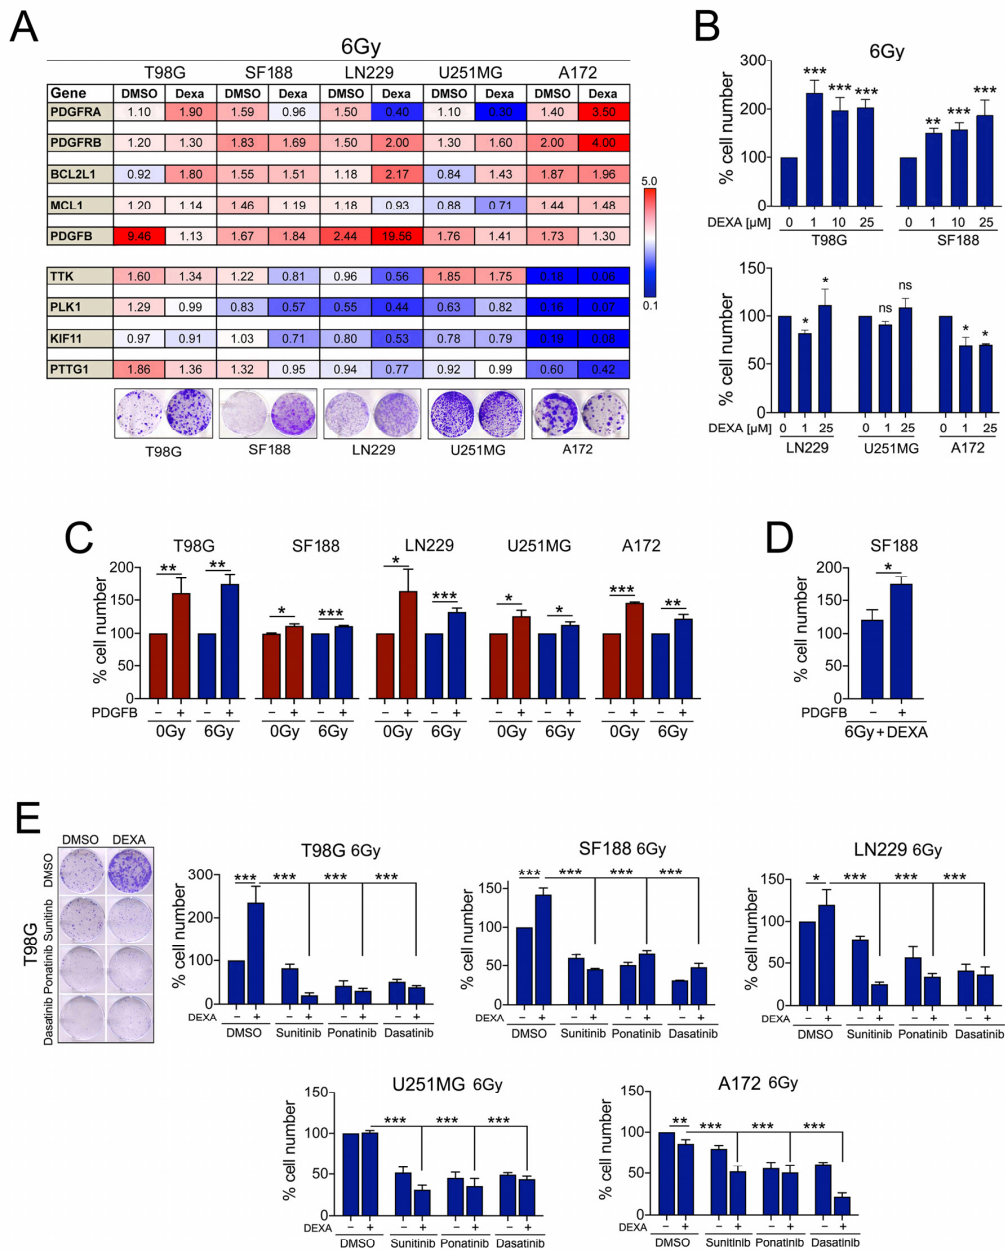 A
6Gy
T98G SF188 LN229 U251MG A172
Gene DMSO Dexa DMSO Dexa DMSO Dexa DMSO Dexa DMSO Dexa
PDGFRA 1.10 1.90 1.59 0.96 1.50 0.40 1.10 0.30 1.40 3.50
PDGFRB 1.20 1.30 1.83 1.69 1.50 2.00 1.30 1.60 2.00 4.00
BCL2L1 0.92 1.80 1.55 1.51 1.18 2.17 0.84 1.43 1.87 1.96
MCL1 1.20 1.14 1.46 1.19 1.18 0.93 0.88 0.71 1.44 1.48
PDGFB 9.46 1.13 1.67 1.84 2.44 19.56 1.76 1.41 1.73 1.30
TTK 1.60 1.34 1.22 0.81 0.96 0.56 1.85 1.75 0.18 0.06
PLK1 1.29 0.99 0.83 0.57 0.55 0.44 0.63 0.82 0.16 0.07
KIF11 0.97 0.91 1.03 0.71 0.80 0.53 0.78 0.79 0.19 0.08
PTTG1 1.86 1.36 1.32 0.95 0.94 0.77 0.92 0.99 0.60 0.42
5.0
0.1
T98G SF188 LN229 U251MG A172
B
6Gy
% cell number
300
200
100
0
*** *** *** ** *** ***
DEXA [µM] 0 1 10 25 0 1 10 25
T98G SF188
% cell number
150
100
50
0
* * ns ns * *
DEXA [µM] 0 1 25 0 1 25 0 1 25
LN229 U251MG A172
C
T98G SF188 LN229 U251MG A172
% cell number
200
150
100
50
0
** ** * *** * *** * * *** **
PDGFB − + − + − + − + − + − + − + − + − + − +
0Gy 6Gy 0Gy 6Gy 0Gy 6Gy 0Gy 6Gy 0Gy 6Gy
D
SF188
% cell number
200
150
100
50
0
*
PDGFB − +
6Gy+DEXA
E
DMSO DEXA
T98G
DMSO
Sunitinib
Ponatinib
Dasatinib
T98G 6Gy
% cell number
300
200
100
0
*** *** *** ***
DEXA − + − + − + − +
DMSO Sunitinib Ponatinib Dasatinib
SF188 6Gy
% cell number
150
100
50
0
*** *** *** ***
DEXA − + − + − + − +
DMSO Sunitinib Ponatinib Dasatinib
LN229 6Gy
% cell number
150
100
50
0
* *** *** ***
DEXA − + − + − + − +
DMSO Sunitinib Ponatinib Dasatinib
U251MG 6Gy
% cell number
150
100
50
0
*** *** ***
DEXA − + − + − + − +
DMSO Sunitinib Ponatinib Dasatinib
A172 6Gy
% cell number
150
100
50
0
** *** *** ***
DEXA − + − + − + − +
DMSO Sunitinib Ponatinib Dasatinib